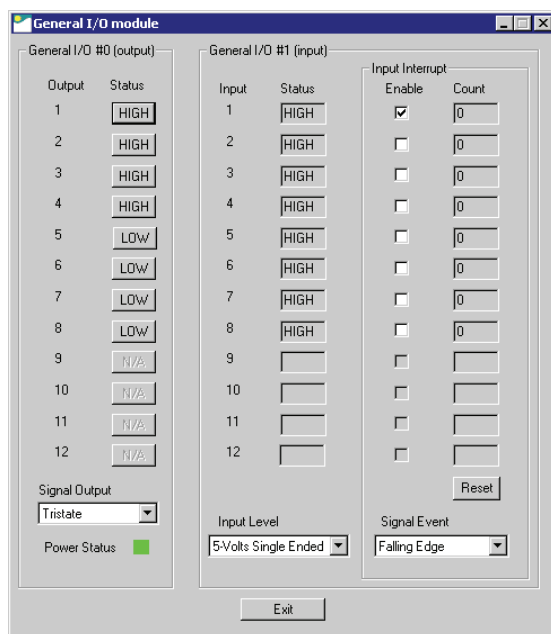 General I/O module
General I/O #0 (output)
Output Status
1 HIGH
2 HIGH
3 HIGH
4 HIGH
5 LOW
6 LOW
7 LOW
8 LOW
9 N/A
10 N/A
11 N/A
12 N/A
Signal Output
Tristate
Power Status
General I/O #1 (input)
Input Interrupt
Input Status Enable Count
1 HIGH 0
2 HIGH 0
3 HIGH 0
4 HIGH 0
5 HIGH 0
6 HIGH 0
7 HIGH 0
8 HIGH 0
9
10
11
12
Reset
Input Level
5-Volts Single Ended
Signal Event
Falling Edge
Exit